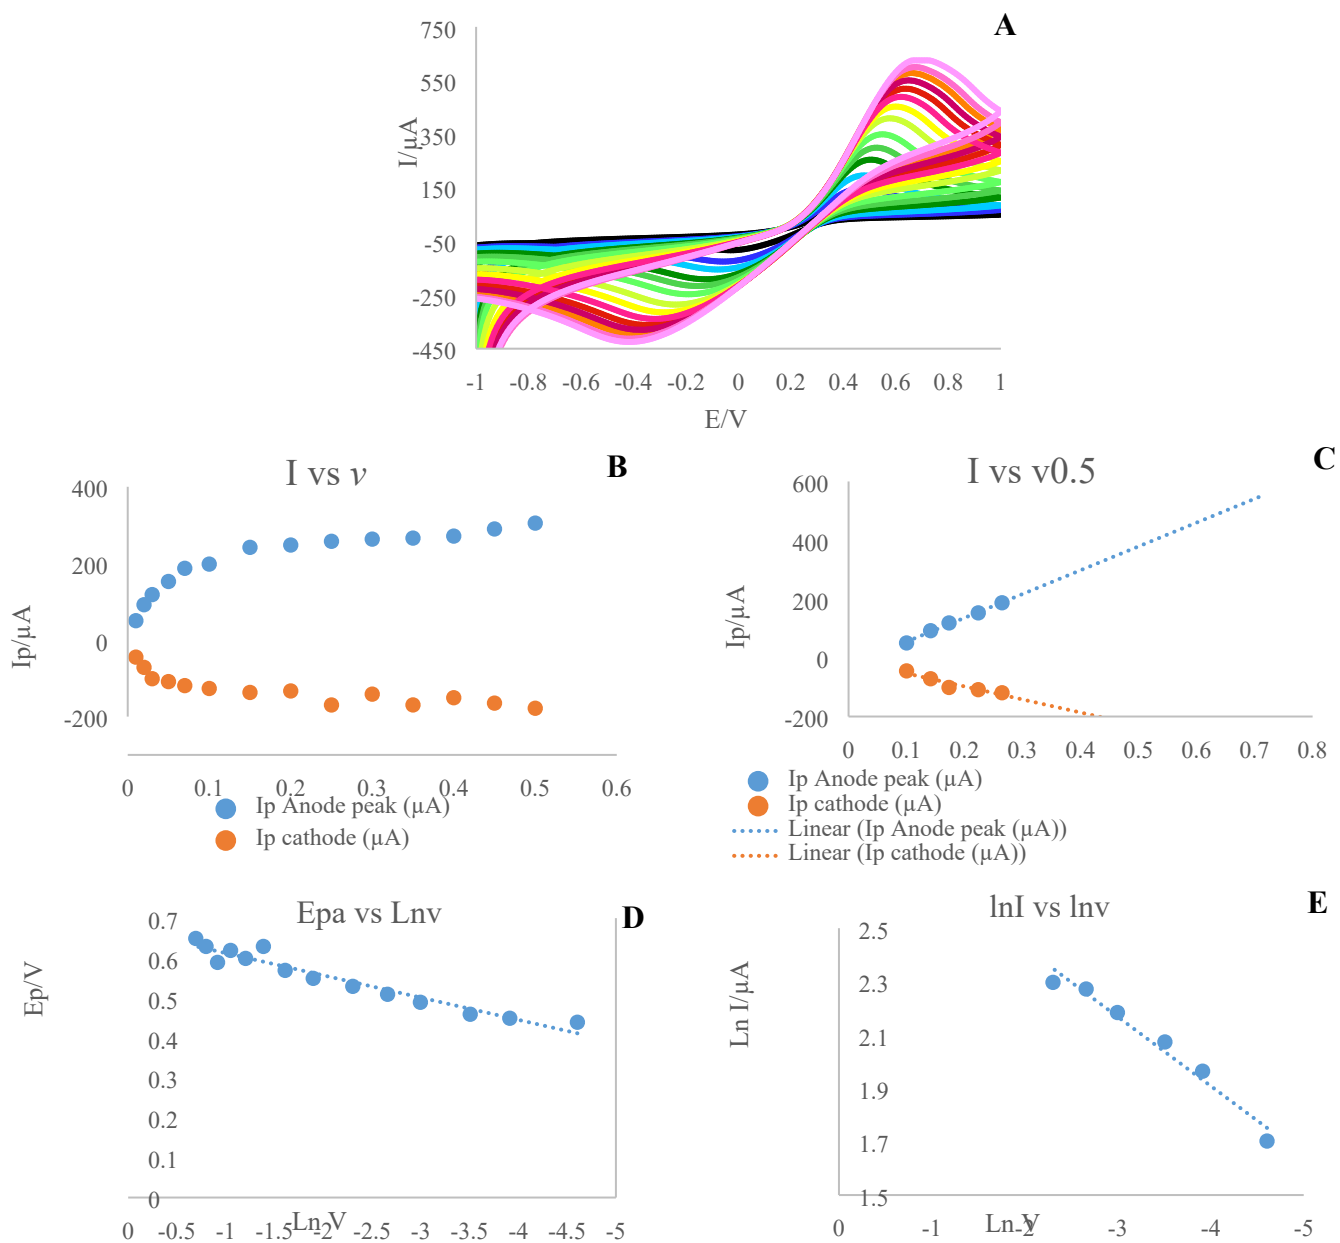 A
750
550
350
150
-50
-250
-450
I/µA
-1 -0.8 -0.6 -0.4 -0.2 0 0.2 0.4 0.6 0.8 1
E/V
I vs v
B
400
200
0
-200
Ip/µA
0 0.1 0.2 0.3 0.4 0.5 0.6
Ip Anode peak (µA)
Ip cathode (µA)
I vs v0.5
C
600
400
200
0
-200
Ip/µA
0 0.1 0.2 0.3 0.4 0.5 0.6 0.7 0.8
Ip Anode peak (µA)
Ip cathode (µA)
Linear (Ip Anode peak (µA))
Linear (Ip cathode (µA))
Epa vs Lnv
D
0.7
0.6
0.5
0.4
0.3
0.2
0.1
0
Ep/V
0 -0.5 -1 -1.5 -2 -2.5 -3 -3.5 -4 -4.5 -5
Ln V
lnI vs lnv
E
2.5
2.3
2.1
1.9
1.7
1.5
Ln I/µA
0 -1 -2 -3 -4 -5
Ln V